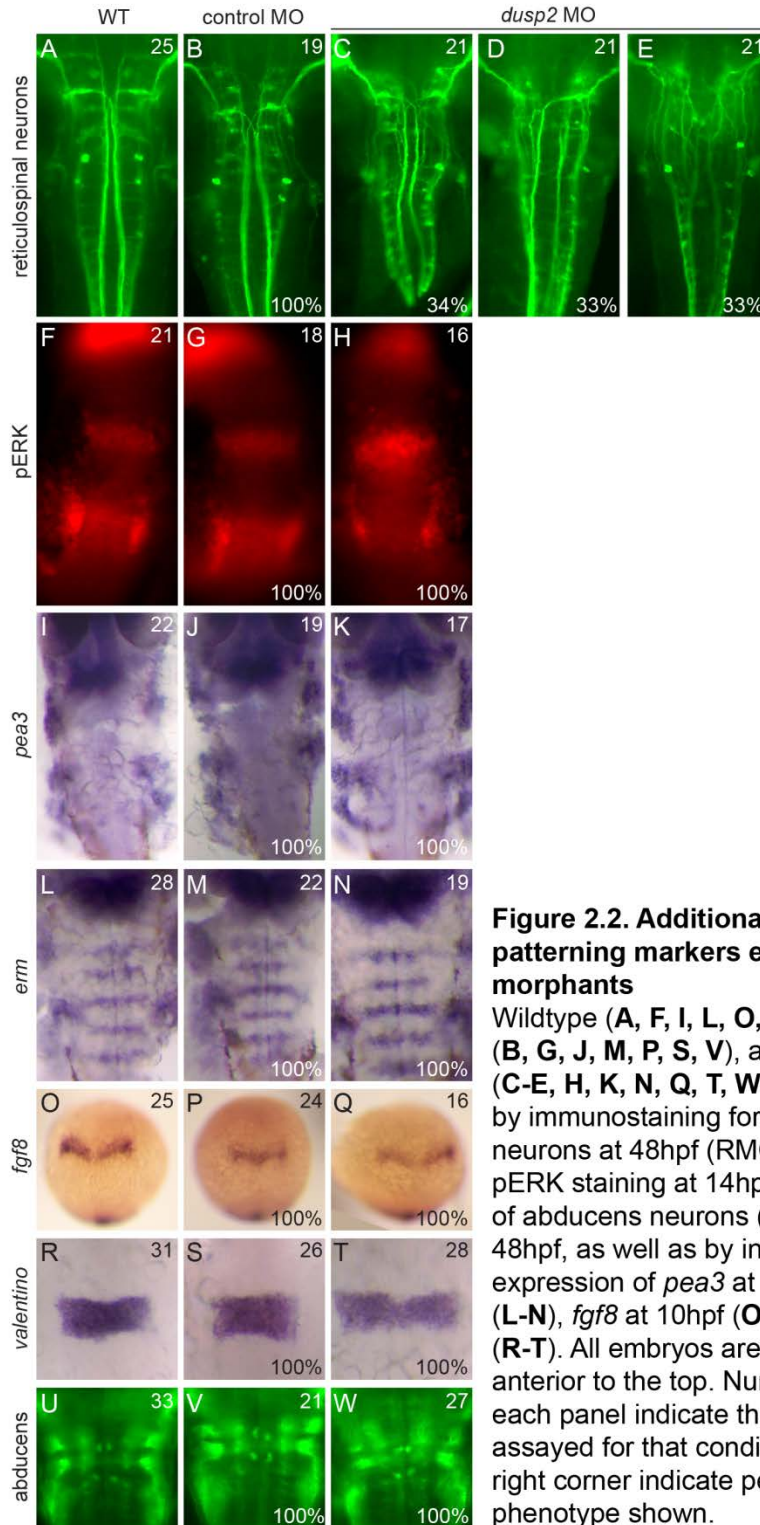 WT control MO dusp2 MO
reticulospinal neurons
A 25 B 19 C 21 D 21 E 21
100% 34% 33% 33%
pERK
F 21 G 18 H 16
100% 100%
pea3
I 22 J 19 K 17
100% 100%
erm
L 28 M 22 N 19
100% 100%
fgf8
O 25 P 24 Q 16
100% 100%
valentino
R 31 S 26 T 28
100% 100%
abducens
U 33 V 21 W 27
100% 100%
Figure 2.2. Additiona
patterning markers e
morphants
Wildtype (A, F, I, L, O,
(B, G, J, M, P, S, V), a
(C-E, H, K, N, Q, T, W
by immunostaining for
neurons at 48hpf (RMO
pERK staining at 14hp
of abducens neurons (
48hpf, as well as by in
expression of pea3 at
(L-N), fgf8 at 10hpf (O
(R-T). All embryos are
anterior to the top. Nu
each panel indicate th
assayed for that condi
right corner indicate pe
phenotype shown.